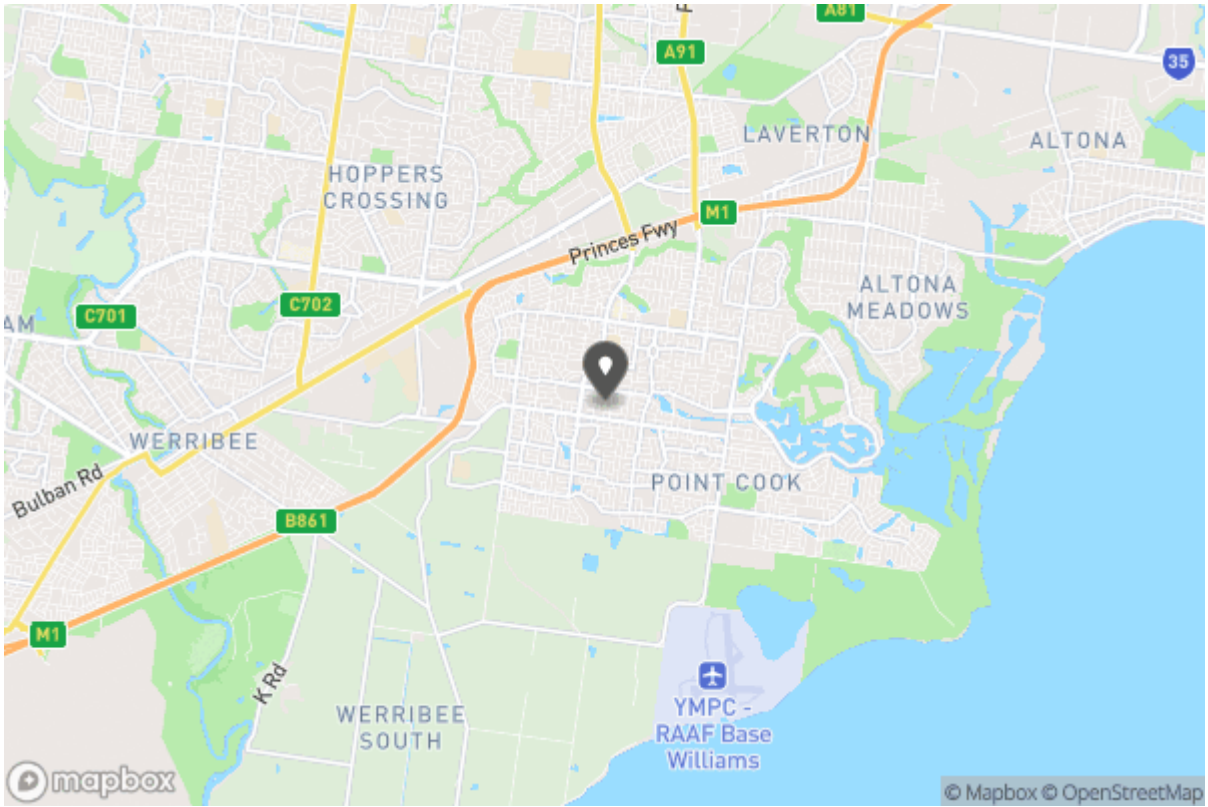 A81
A91
35
LAVERTON
ALTONA
HOPPERS
CROSSING
M1
Princes Fwy
ALTONA
MEADOWS
C702
C701
AM
WERRIBEE
Bulban Rd
POINT COOK
B861
M1
K Rd
WERRIBEE
SOUTH
YMPC -
RAAF Base
Williams
mapbox
© Mapbox © OpenStreetMap